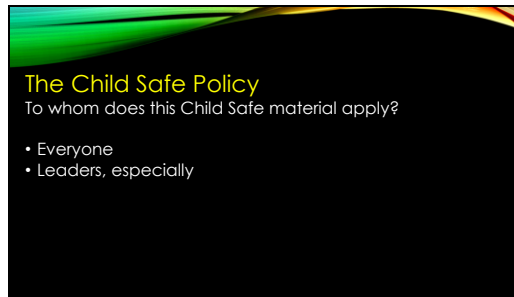 The Child Safe Policy
To whom does this Child Safe material apply?
• Everyone
• Leaders, especially